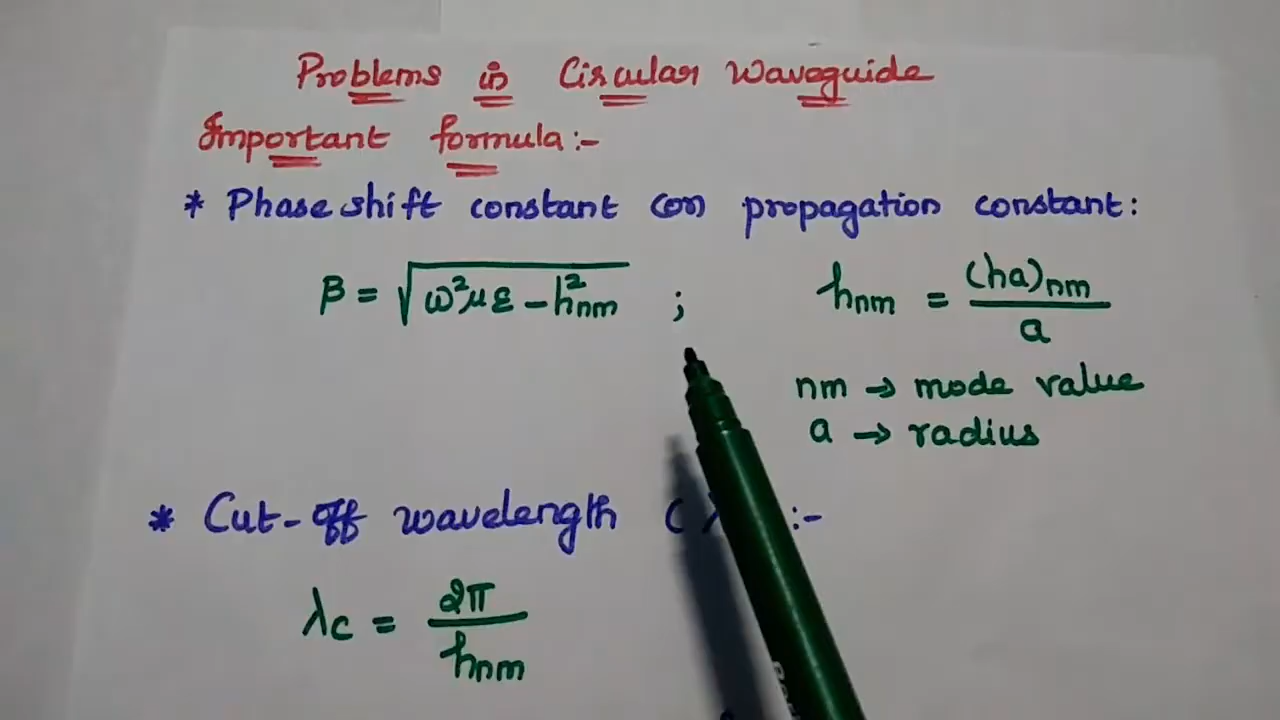 Problems in Circular Waveguide
Important formula:-
* Phase shift constant (or) propagation constant:
β = √(ω²με - h²nm) ; hnm = (ha)nm / a
nm → mode value
a → radius
* Cut-off wavelength (λ :-
λc = 2π / hnm